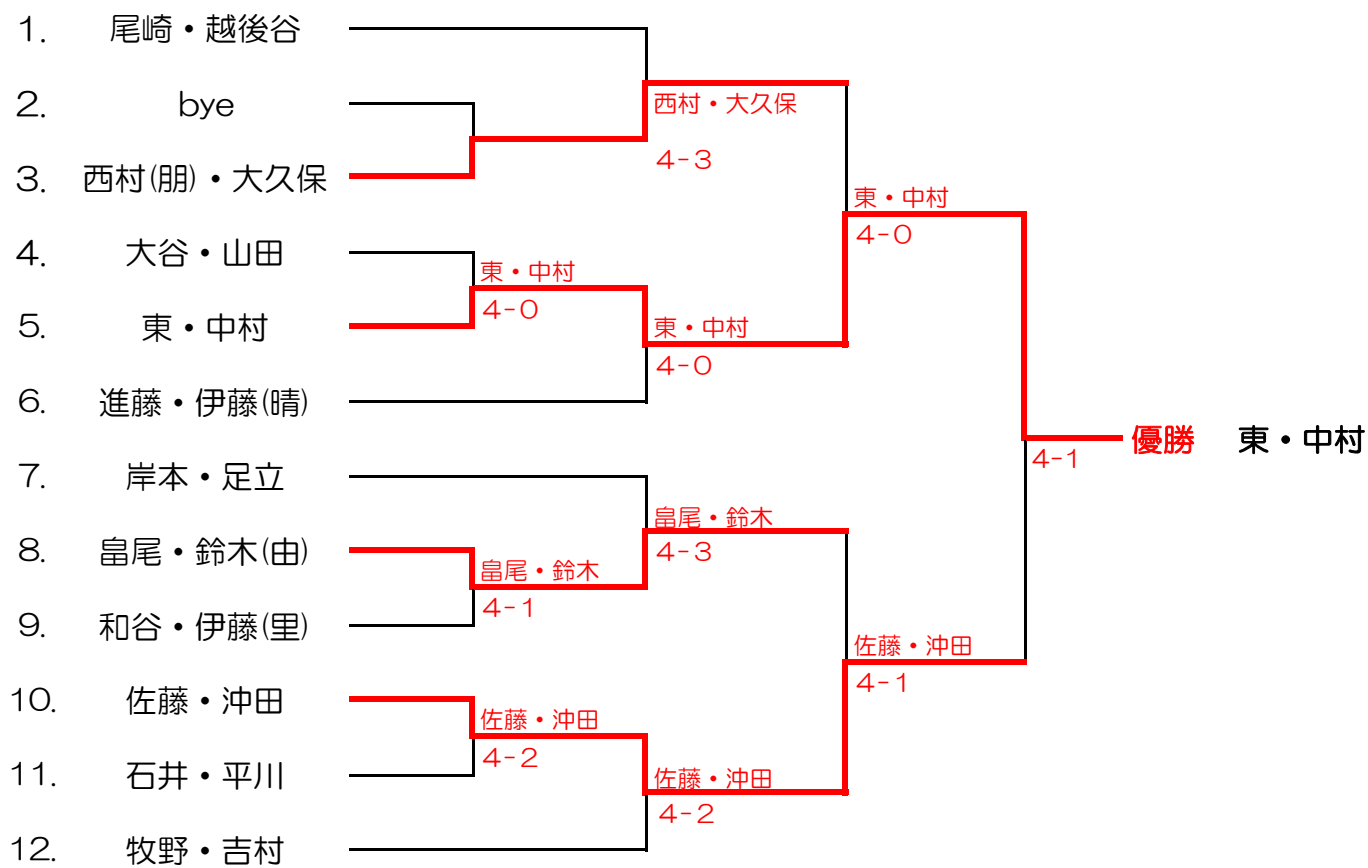 1. 尾崎・越後谷
2. bye
3. 西村(朋)・大久保
4. 大谷・山田
5. 東・中村
6. 進藤・伊藤(晴)
7. 岸本・足立
8. 畠尾・鈴木(由)
9. 和谷・伊藤(里)
10. 佐藤・沖田
11. 石井・平川
12. 牧野・吉村
東・中村
4-0
畠尾・鈴木
4-1
佐藤・沖田
4-2
西村・大久保
4-3
東・中村
4-0
畠尾・鈴木
4-3
佐藤・沖田
4-2
東・中村
4-0
佐藤・沖田
4-1
4-1
優勝 東・中村